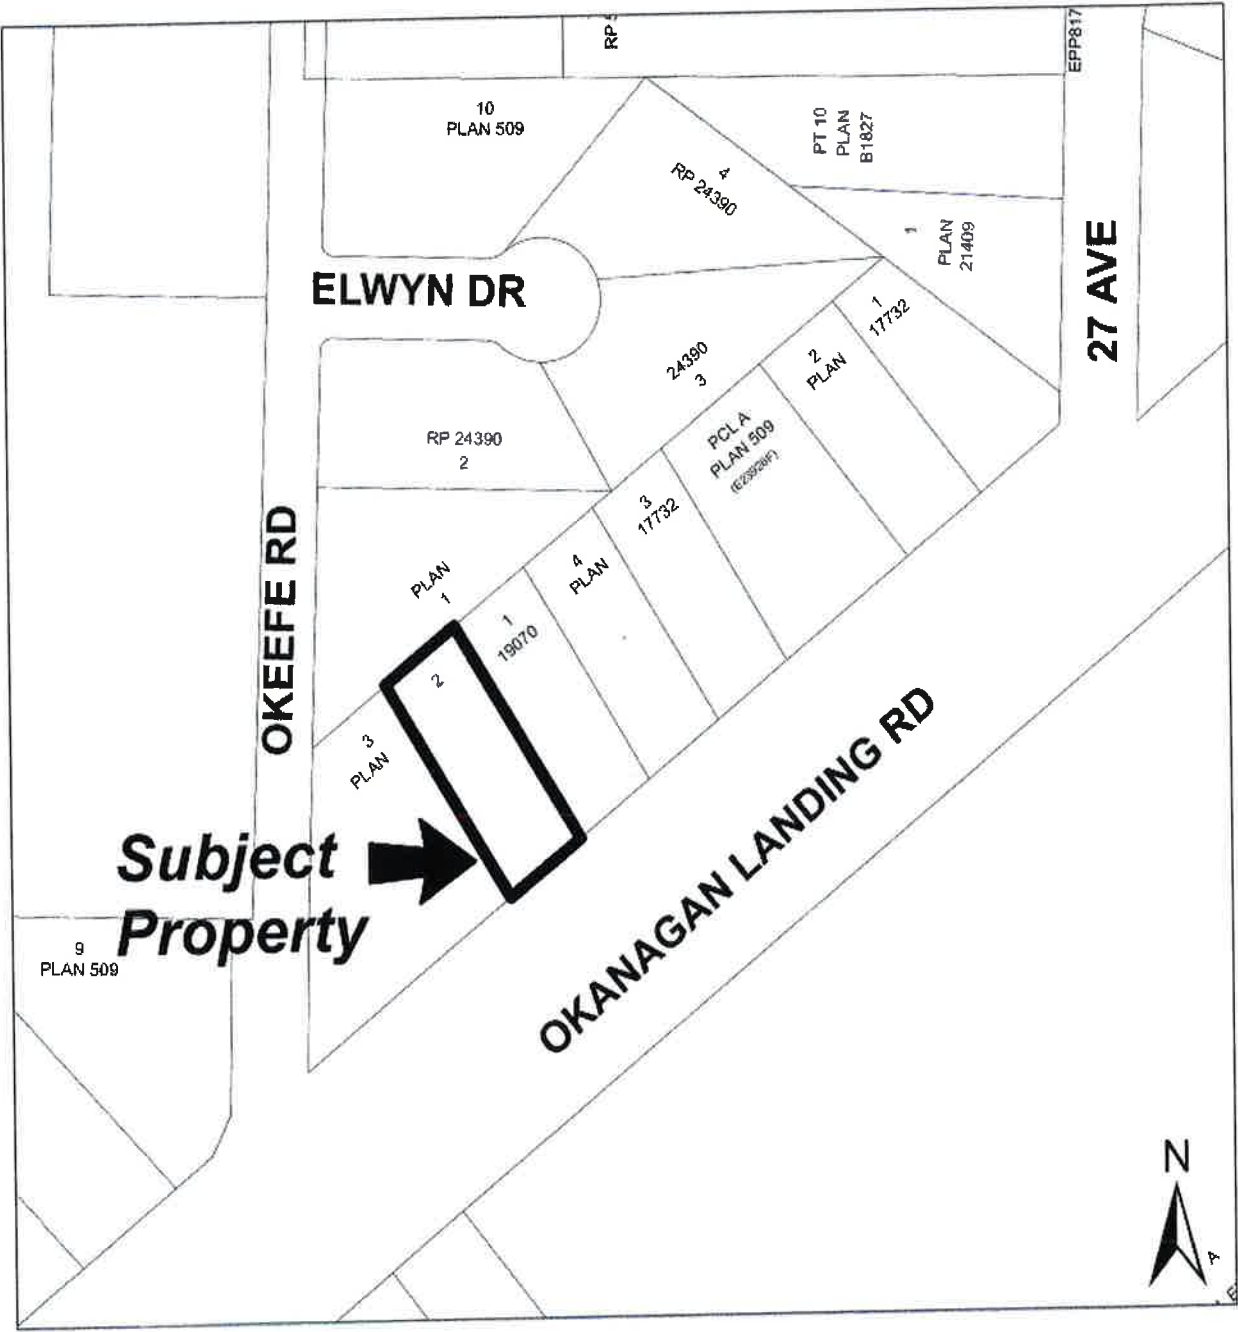 RP
EPP817
10
PLAN 509
PT 10
PLAN
B1827
4
RP 24390
1
PLAN
21409
ELWYN DR
27 AVE
1
17732
2
PLAN
24390
3
PCL A
PLAN 509
RP 24390
2
3
17732
OKEEFE RD
4
PLAN
PLAN
1
1
19070
2
3
PLAN
OKANAGAN LANDING RD
Subject
Property
9
PLAN 509
N
A